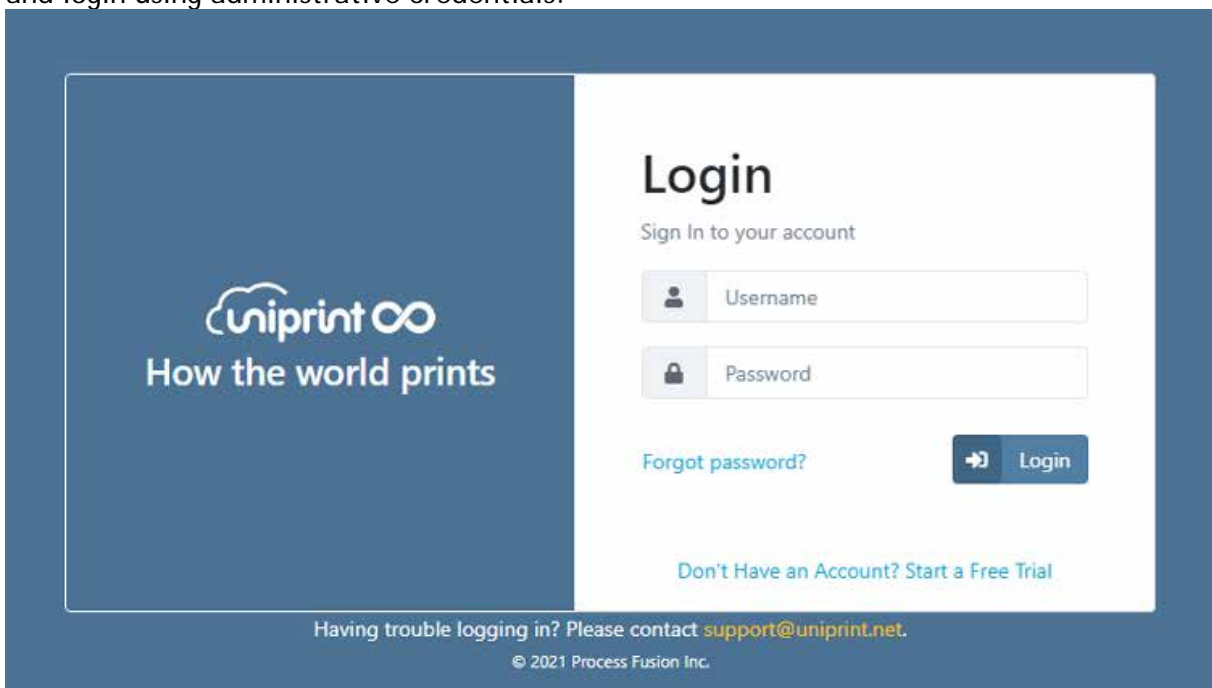 and login using administrative credentials.
Login
Sign In to your account
Username
Password
Forgot password?
Login
Don't Have an Account? Start a Free Trial
uniprint
How the world prints
Having trouble logging in? Please contact support@uniprint.net.
© 2021 Process Fusion Inc.